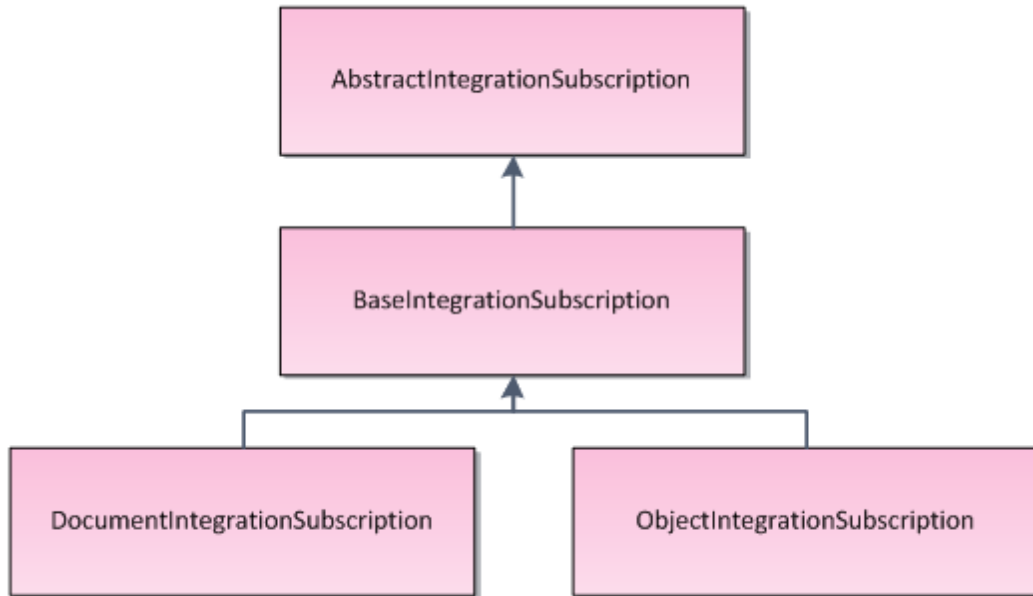 AbstractIntegrationSubscription
BaseIntegrationSubscription
DocumentIntegrationSubscription
ObjectIntegrationSubscription